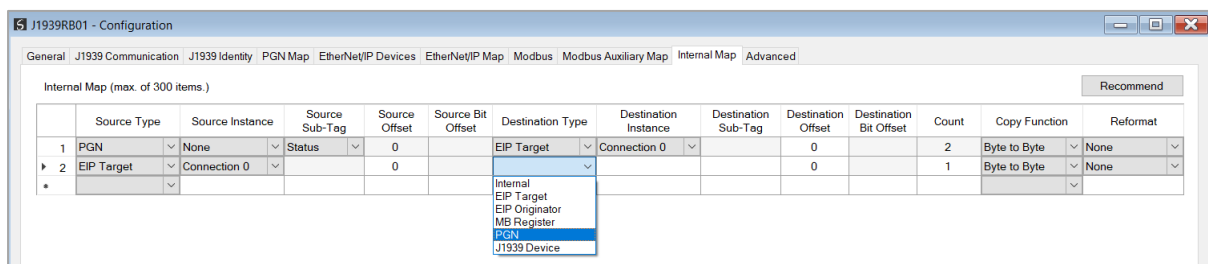 J1939RB01 - Configuration
General J1939 Communication J1939 Identity PGN Map EtherNet/IP Devices EtherNet/IP Map Modbus Modbus Auxiliary Map Internal Map Advanced
Internal Map (max. of 300 items.) Recommend
Source Type Source Instance Source Sub-Tag Source Offset Source Bit Offset Destination Type Destination Instance Destination Sub-Tag Destination Offset Destination Bit Offset Count Copy Function Reformat
1 PGN None Status 0 EIP Target Connection 0 0 2 Byte to Byte None
2 EIP Target Connection 0 0 0 1 Byte to Byte None
Internal
EIP Target
EIP Originator
MB Register
PGN
J1939 Device